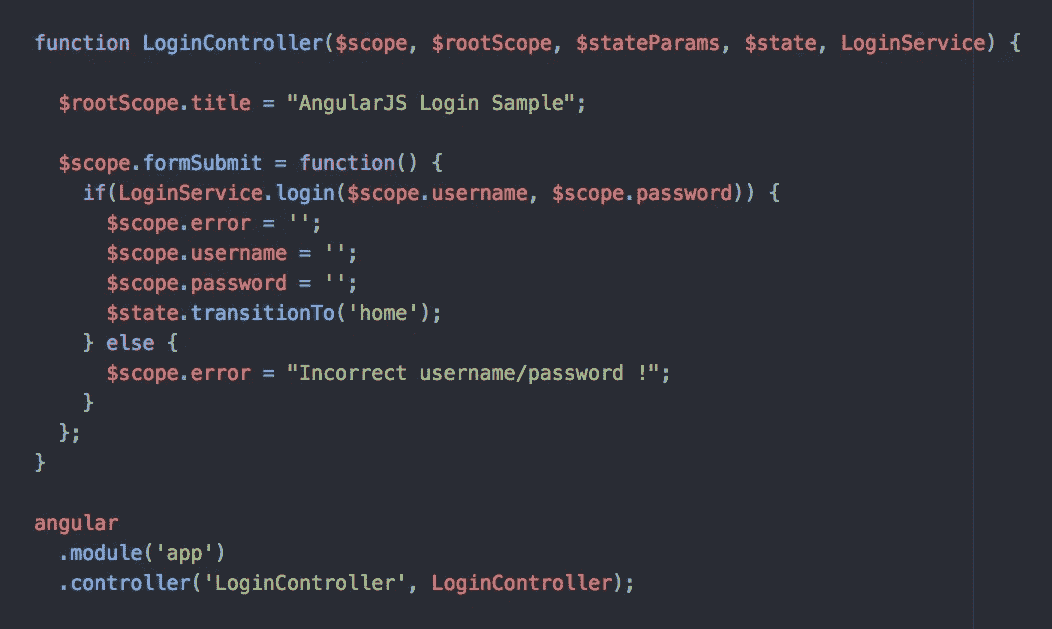 function LoginController($scope, $rootScope, $stateParams, $state, LoginService) {
$rootScope.title = "AngularJS Login Sample";
$scope.formSubmit = function() {
if(LoginService.login($scope.username, $scope.password)) {
$scope.error = '';
$scope.username = '';
$scope.password = '';
$state.transitionTo('home');
} else {
$scope.error = "Incorrect username/password !";
}
};
}
angular
.module('app')
.controller('LoginController', LoginController);